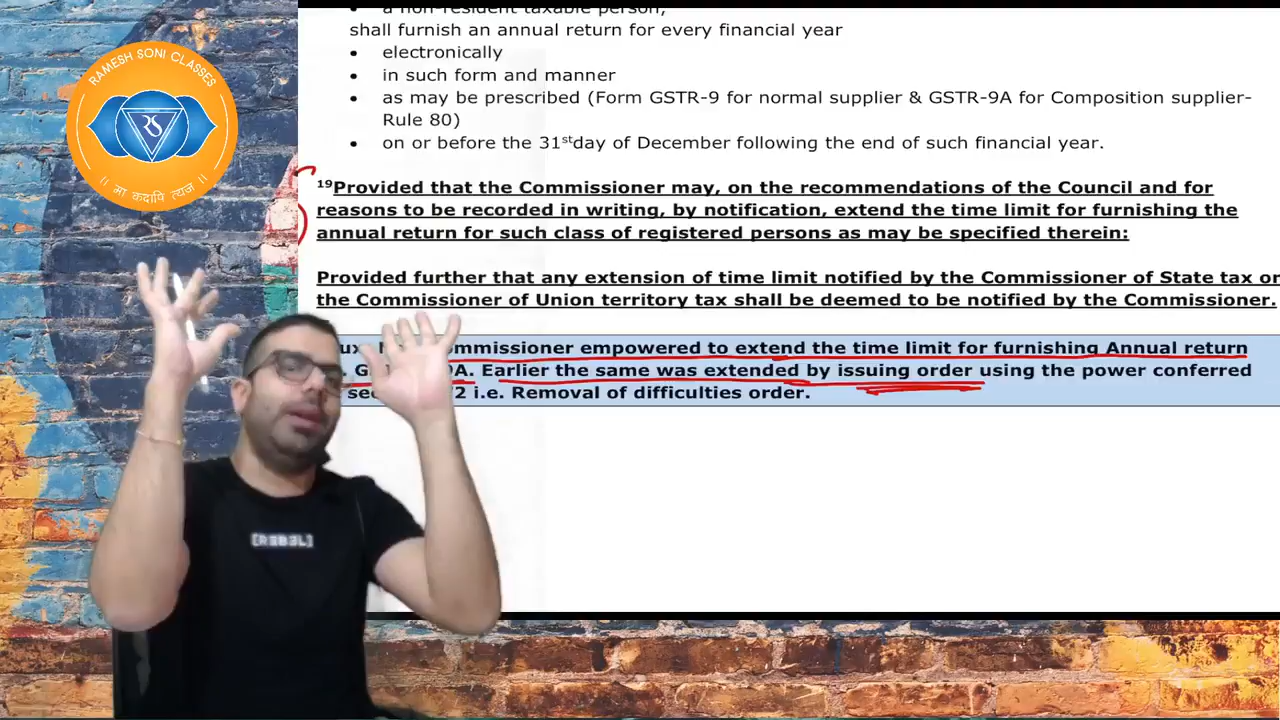 RAMESH SONI CLASSES
RS
॥ मां कदापि त्यज ॥
a non-resident taxable person,
shall furnish an annual return for every financial year
• electronically
• in such form and manner
• as may be prescribed (Form GSTR-9 for normal supplier & GSTR-9A for Composition supplier-
Rule 80)
• on or before the 31stday of December following the end of such financial year.
19Provided that the Commissioner may, on the recommendations of the Council and for
reasons to be recorded in writing, by notification, extend the time limit for furnishing the
annual return for such class of registered persons as may be specified therein:
Provided further that any extension of time limit notified by the Commissioner of State tax or
the Commissioner of Union territory tax shall be deemed to be notified by the Commissioner.
empowered to extend the time limit for furnishing Annual return
Earlier the same was extended by issuing order using the power conferred
i.e. Removal of difficulties order.
[REBEL]